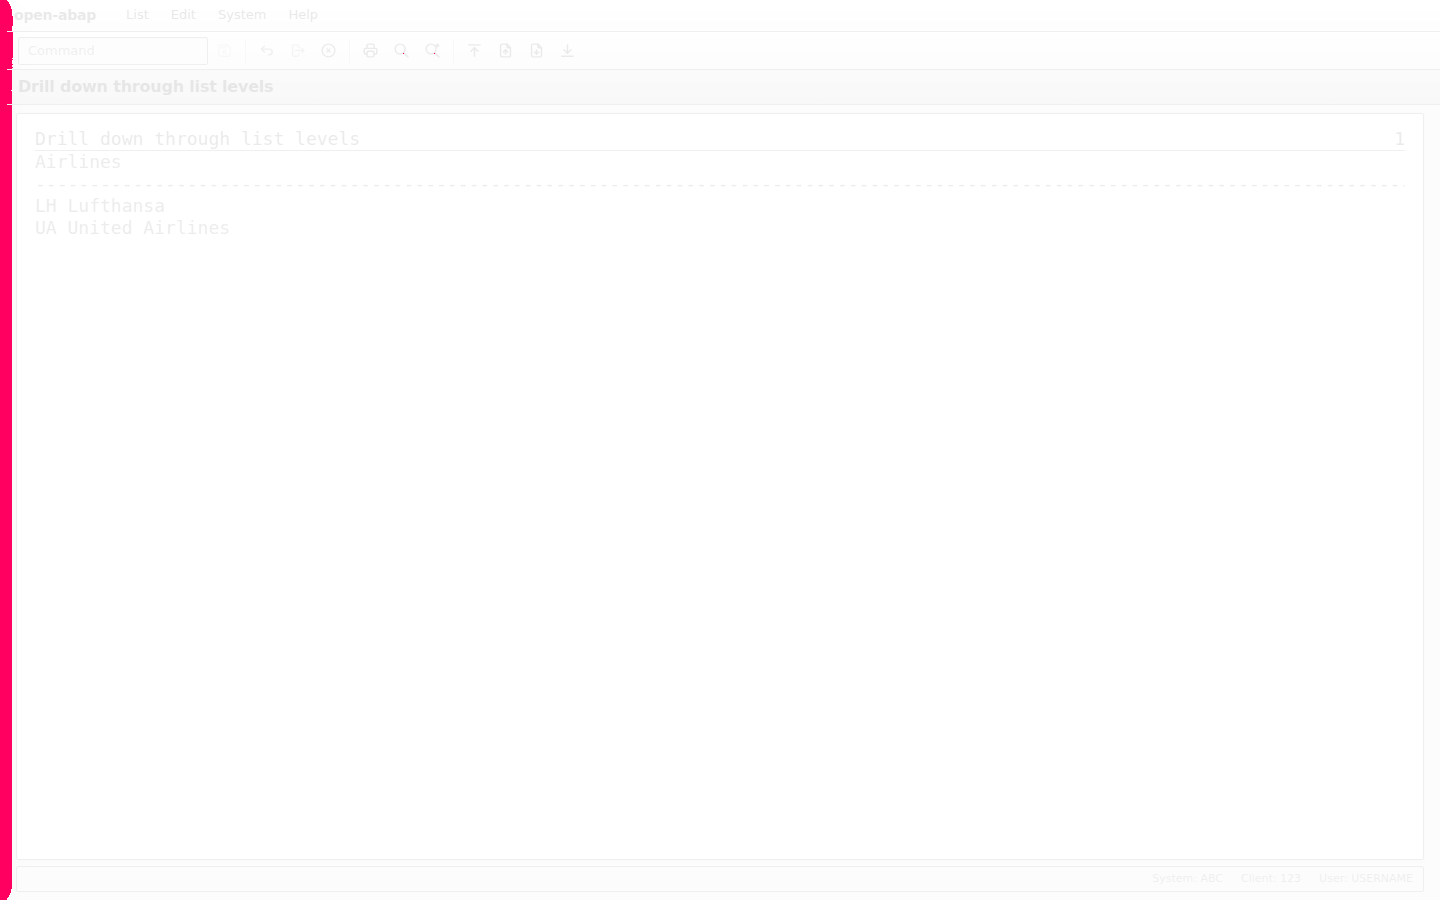 open-abap List Edit System Help
Command
Drill down through list levels
Drill down through list levels 1
Airlines
LH Lufthansa
UA United Airlines
System: ABC Client: 123 User: USERNAME